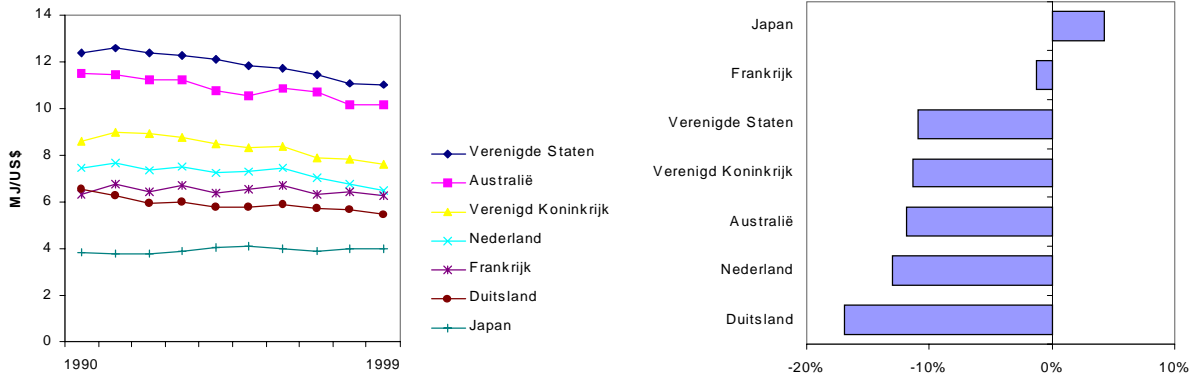 14
12
10
8
6
4
2
0
MJ/US$
1990
1999
Verenigde Staten
Australië
Verenigd Koninkrijk
Nederland
Frankrijk
Duitsland
Japan
Japan
Frankrijk
Verenigde Staten
Verenigd Koninkrijk
Australië
Nederland
Duitsland
-20%
-10%
0%
10%